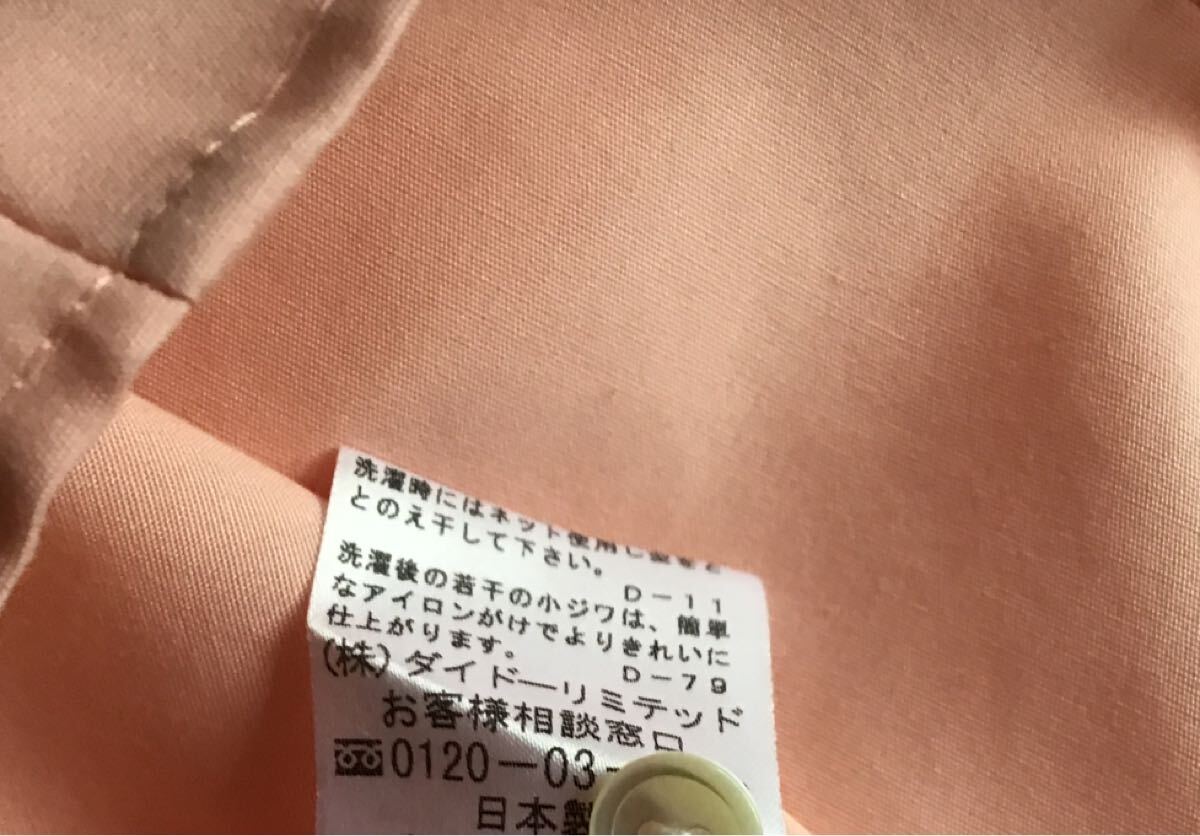 洗濯時にはネット使用し型をと
とのえ干して下さい。
D－11
洗濯後の若干の小ジワは、簡単
なアイロンがけでよりきれいに
仕上がります。
D－79
(株)ダイドーリミテッド
お客様相談窓口
0120－03－
日本製